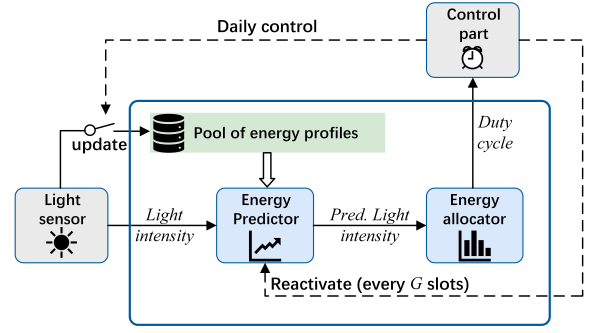 Daily control
Control
part
update
Pool of energy profiles
Duty
cycle
Light
sensor
Light
intensity
Energy
Predictor
Pred. Light
intensity
Energy
allocator
Reactivate (every G slots)